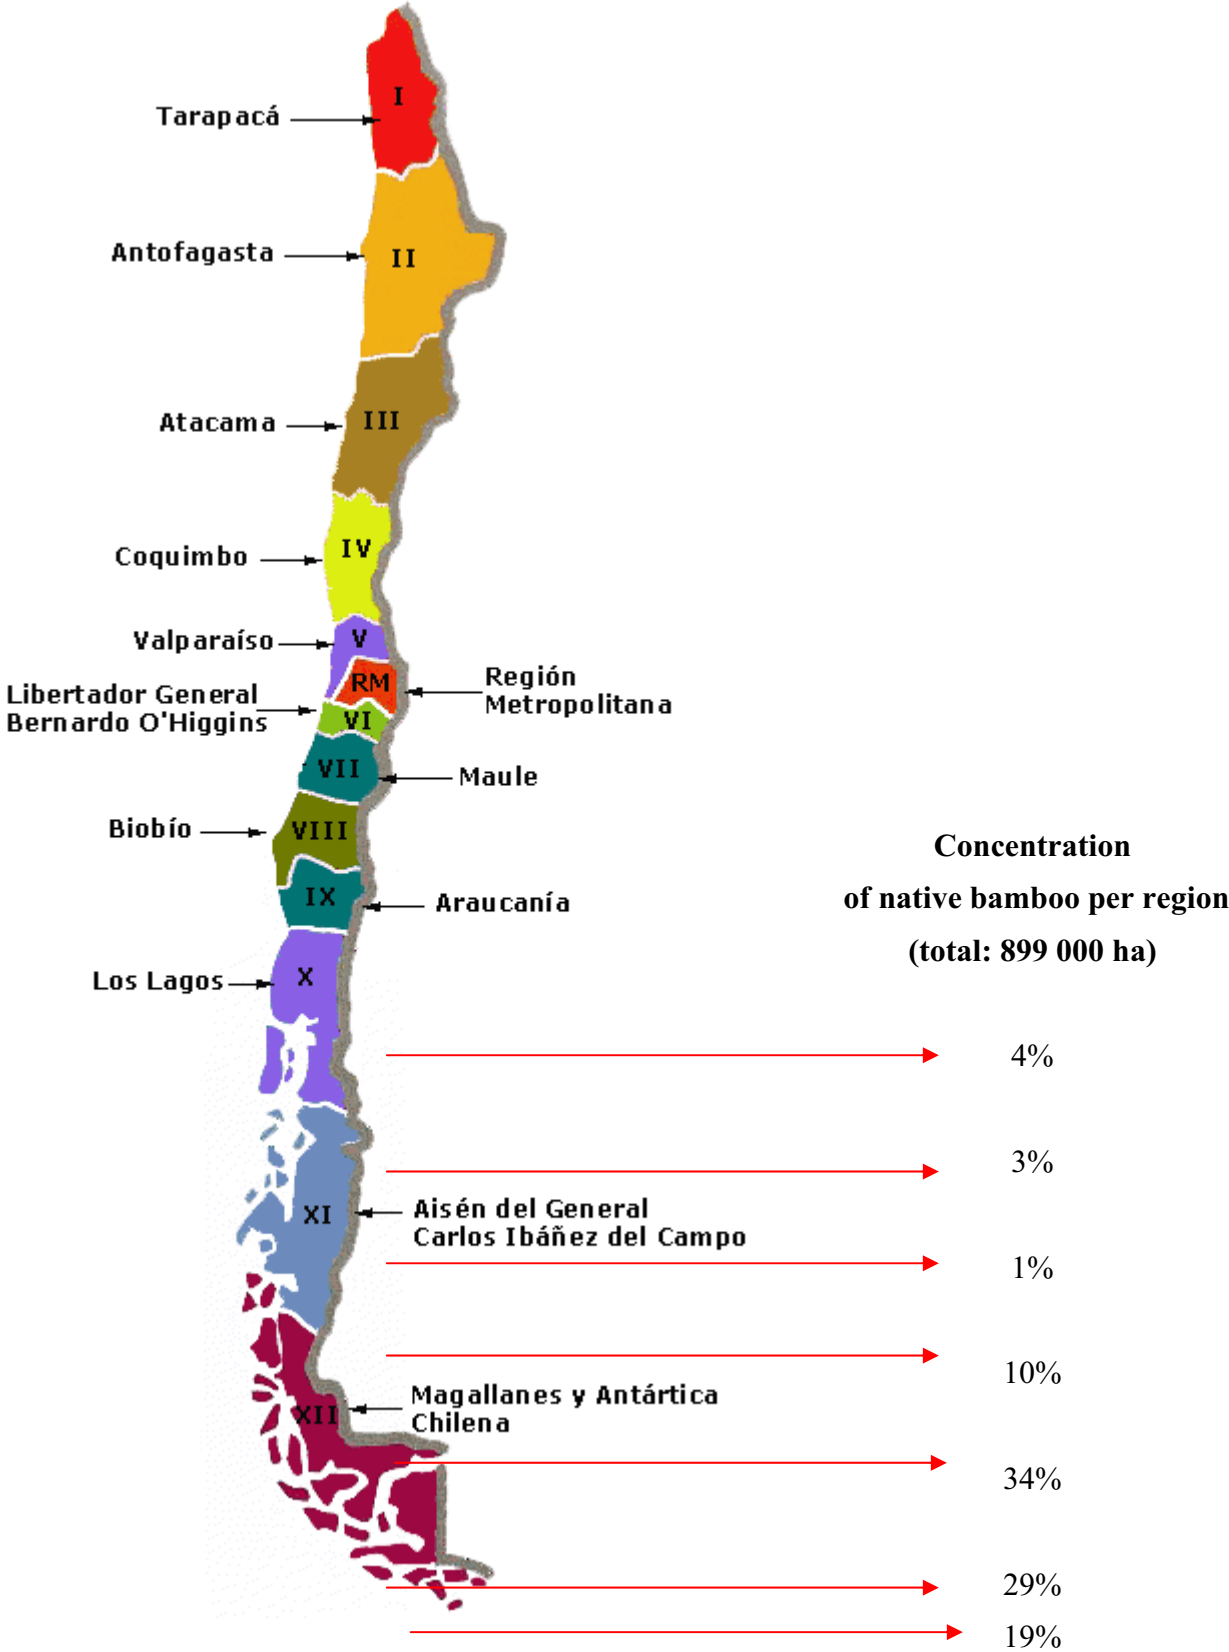 I
Tarapacá
II
Antofagasta
III
Atacama
IV
Coquimbo
V
Valparaíso
RM
Región
Metropolitana
Libertador General
Bernardo O'Higgins
VI
VII
Maule
VIII
Biobío
IX
Araucanía
X
Los Lagos
XI
Aisén del General
Carlos Ibáñez del Campo
XII
Magallanes y Antártica
Chilena
Concentration
of native bamboo per region
(total: 899 000 ha)
4%
3%
1%
10%
34%
29%
19%